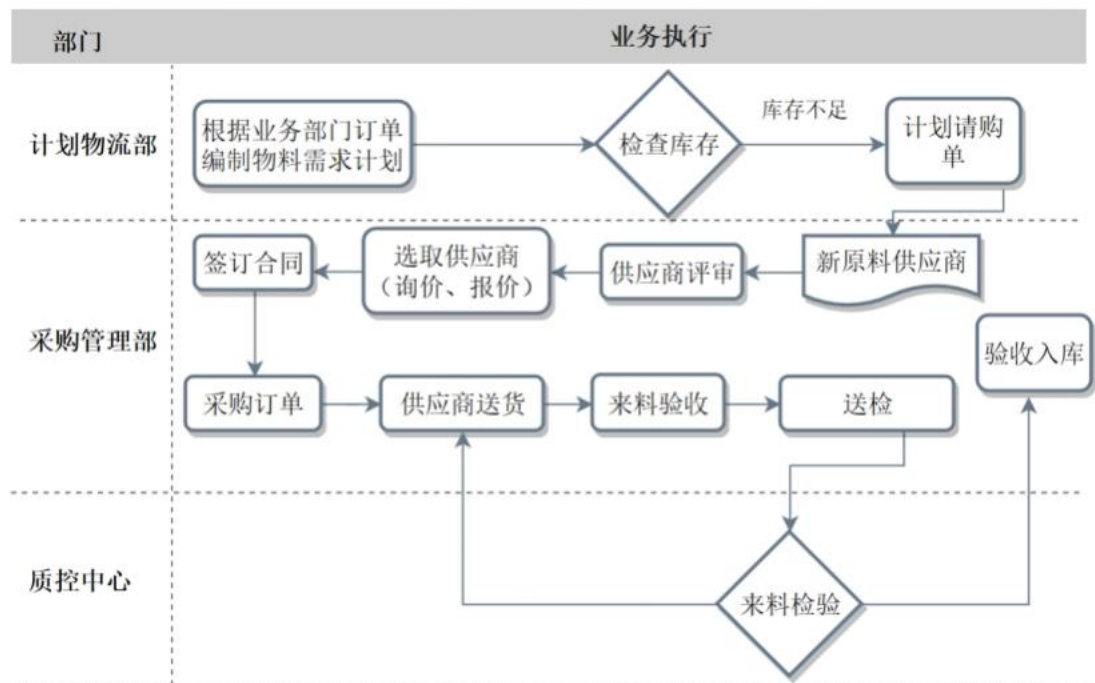 部门
业务执行
计划物流部
根据业务部门订单
编制物料需求计划
检查库存
库存不足
计划请购
单
采购管理部
签订合同
选取供应商
（询价、报价）
供应商评审
新原料供应商
验收入库
采购订单
供应商送货
来料验收
送检
质控中心
来料检验